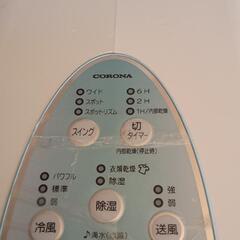 CORONA
ワイド
スポット
スポット・リズム
スイング
6H
2H
1H/内部乾燥
切
タイマー
内部乾燥(停止時)
パワフル
標準
弱
冷風
衣類乾燥
除湿
除湿
♪満水(点滅)
強
弱
送風